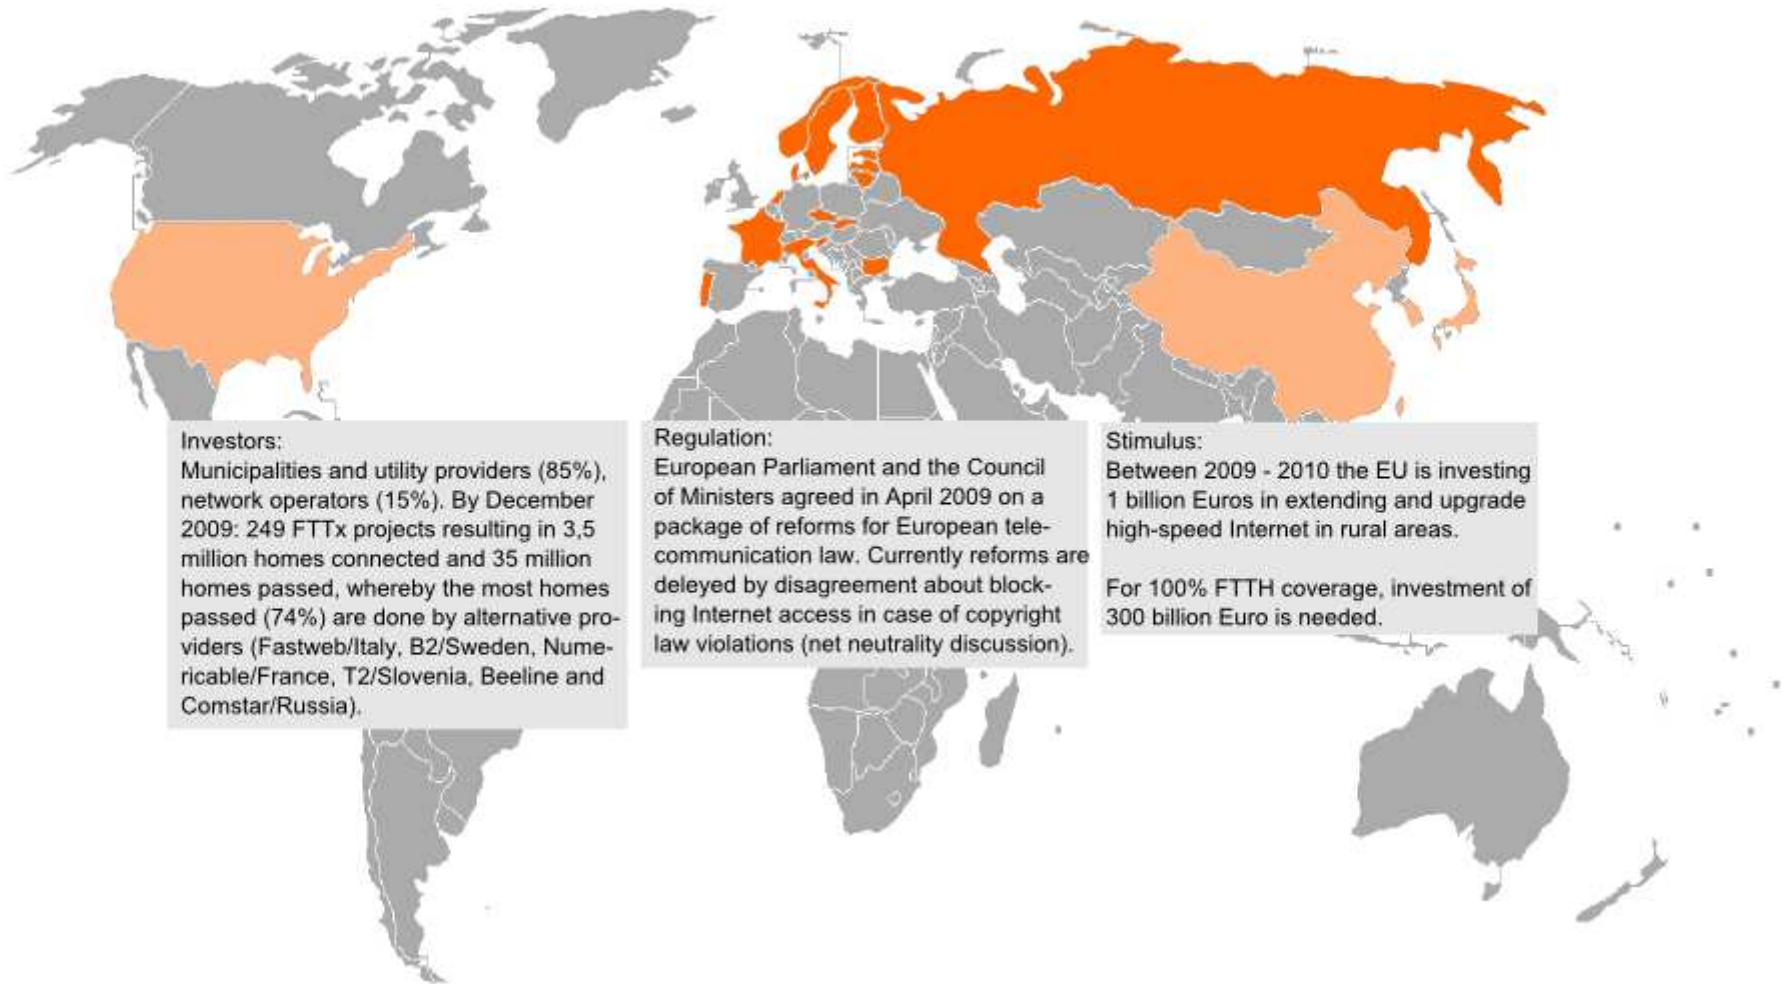 Investors:
Municipalities and utility providers (85%),
network operators (15%). By December
2009: 249 FTTx projects resulting in 3,5
million homes connected and 35 million
homes passed, whereby the most homes
passed (74%) are done by alternative pro-
viders (Fastweb/Italy, B2/Sweden, Nume-
ricable/France, T2/Slovenia, Beeline and
Comstar/Russia).
Regulation:
European Parliament and the Council
of Ministers agreed in April 2009 on a
package of reforms for European tele-
communication law. Currently reforms are
deleyed by disagreement about block-
ing Internet access in case of copyright
law violations (net neutrality discussion).
Stimulus:
Between 2009 - 2010 the EU is investing
1 billion Euros in extending and upgrade
high-speed Internet in rural areas.
For 100% FTTH coverage, investment of
300 billion Euro is needed.